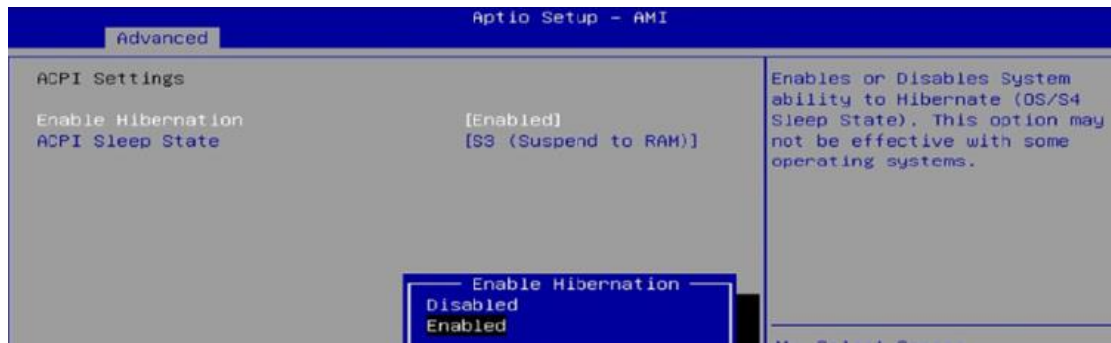 Aptio Setup - AMI
Advanced
ACPI Settings
Enable Hibernation [Enabled]
ACPI Sleep State [S3 (Suspend to RAM)]
Enables or Disables System
ability to Hibernate (OS/S4
Sleep State). This option may
not be effective with some
operating systems.
Enable Hibernation
Disabled
Enabled